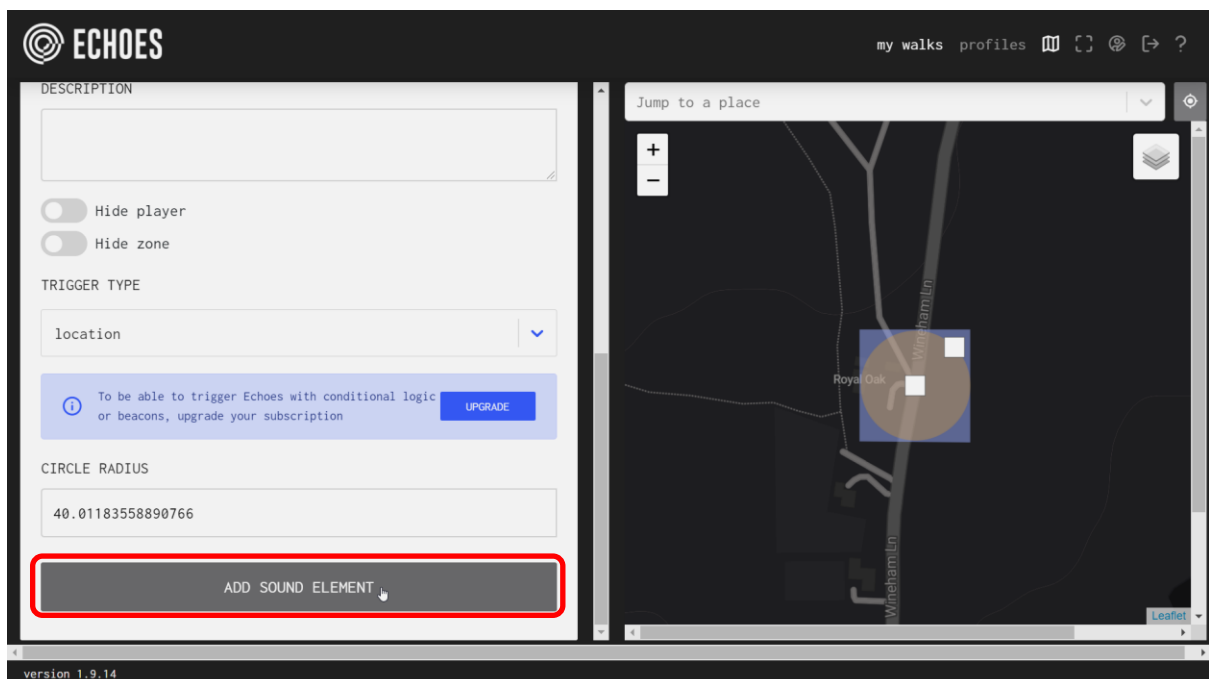 ECHOES
my walks profiles ?
DESCRIPTION
Hide player
Hide zone
TRIGGER TYPE
location
To be able to trigger Echoes with conditional logic
or beacons, upgrade your subscription
UPGRADE
CIRCLE RADIUS
40.01183558890766
ADD SOUND ELEMENT
Jump to a place
+
−
Wineham Ln
Royal Oak
Wineham Ln
Leaflet
version 1.9.14